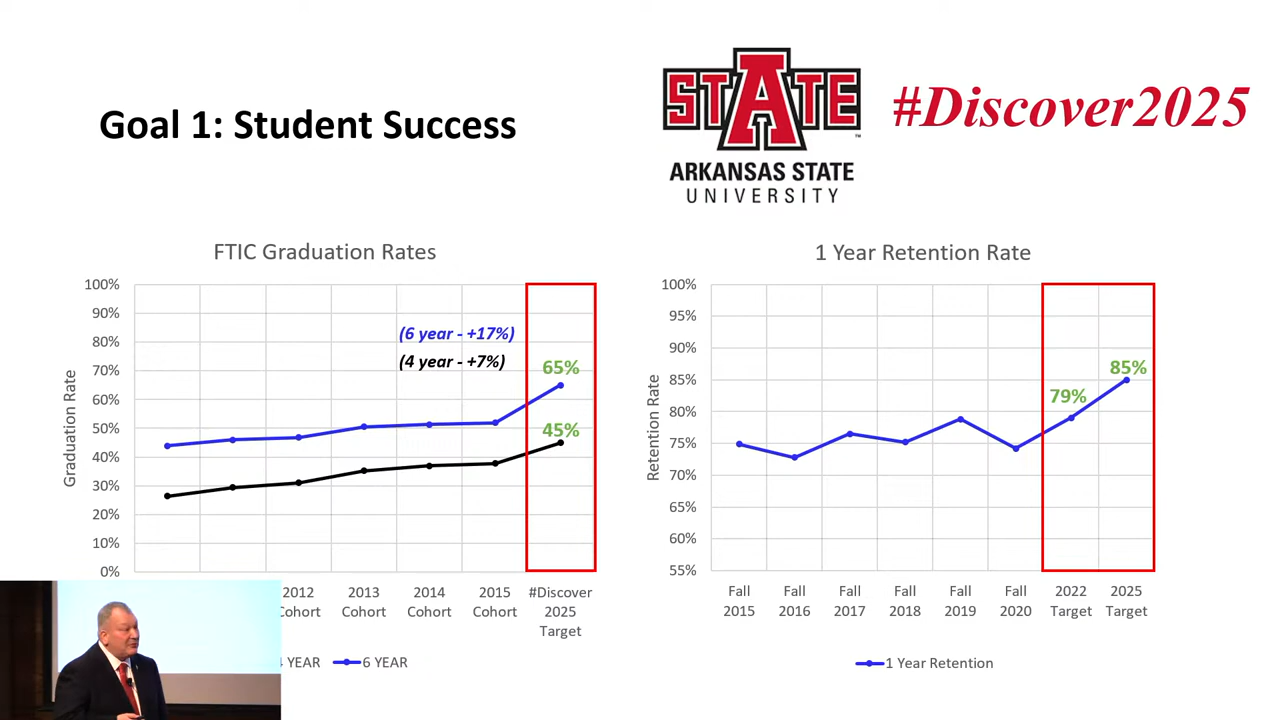 Goal 1: Student Success
STATE
ARKANSAS STATE
UNIVERSITY
#Discover2025
FTIC Graduation Rates
Graduation Rate
100%
90%
80%
70%
60%
50%
40%
30%
20%
10%
0%
(6 year - +17%)
(4 year - +7%)
65%
45%
2012
Cohort
2013
Cohort
2014
Cohort
2015
Cohort
#Discover
2025
Target
4 YEAR
6 YEAR
1 Year Retention Rate
Retention Rate
100%
95%
90%
85%
80%
75%
70%
65%
60%
55%
79%
85%
Fall
2015
Fall
2016
Fall
2017
Fall
2018
Fall
2019
Fall
2020
2022
Target
2025
Target
1 Year Retention